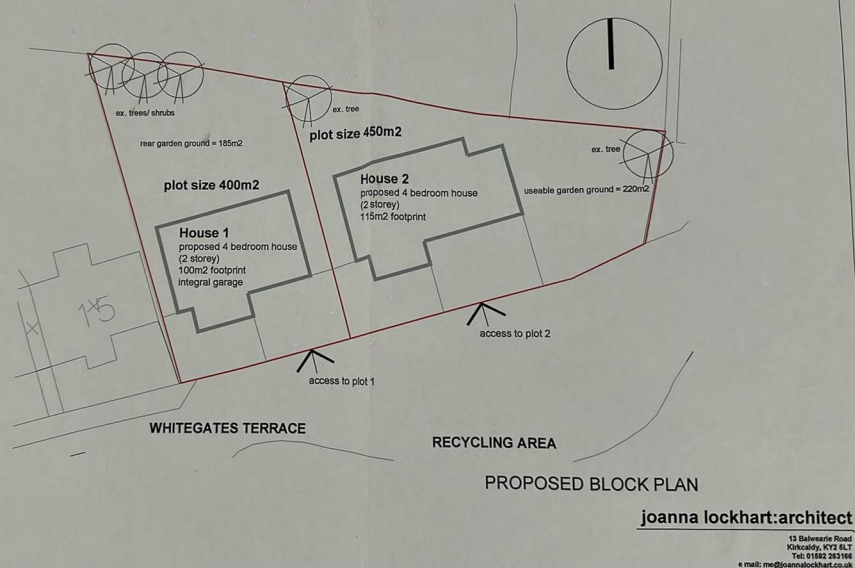 ex. trees/ shrubs
ex. tree
rear garden ground = 185m2
plot size 450m2
ex. tree
plot size 400m2
House 2
proposed 4 bedroom house
(2 storey)
115m2 footprint
useable garden ground = 220m2
House 1
proposed 4 bedroom house
(2 storey)
100m2 footprint
integral garage
access to plot 2
access to plot 1
WHITEGATES TERRACE
RECYCLING AREA
PROPOSED BLOCK PLAN
joanna lockhart:architect
13 Balwearie Road
Kirkcaldy, KY2 5LT
Tel: 01592 263166
e mail: me@joannalockhart.co.uk